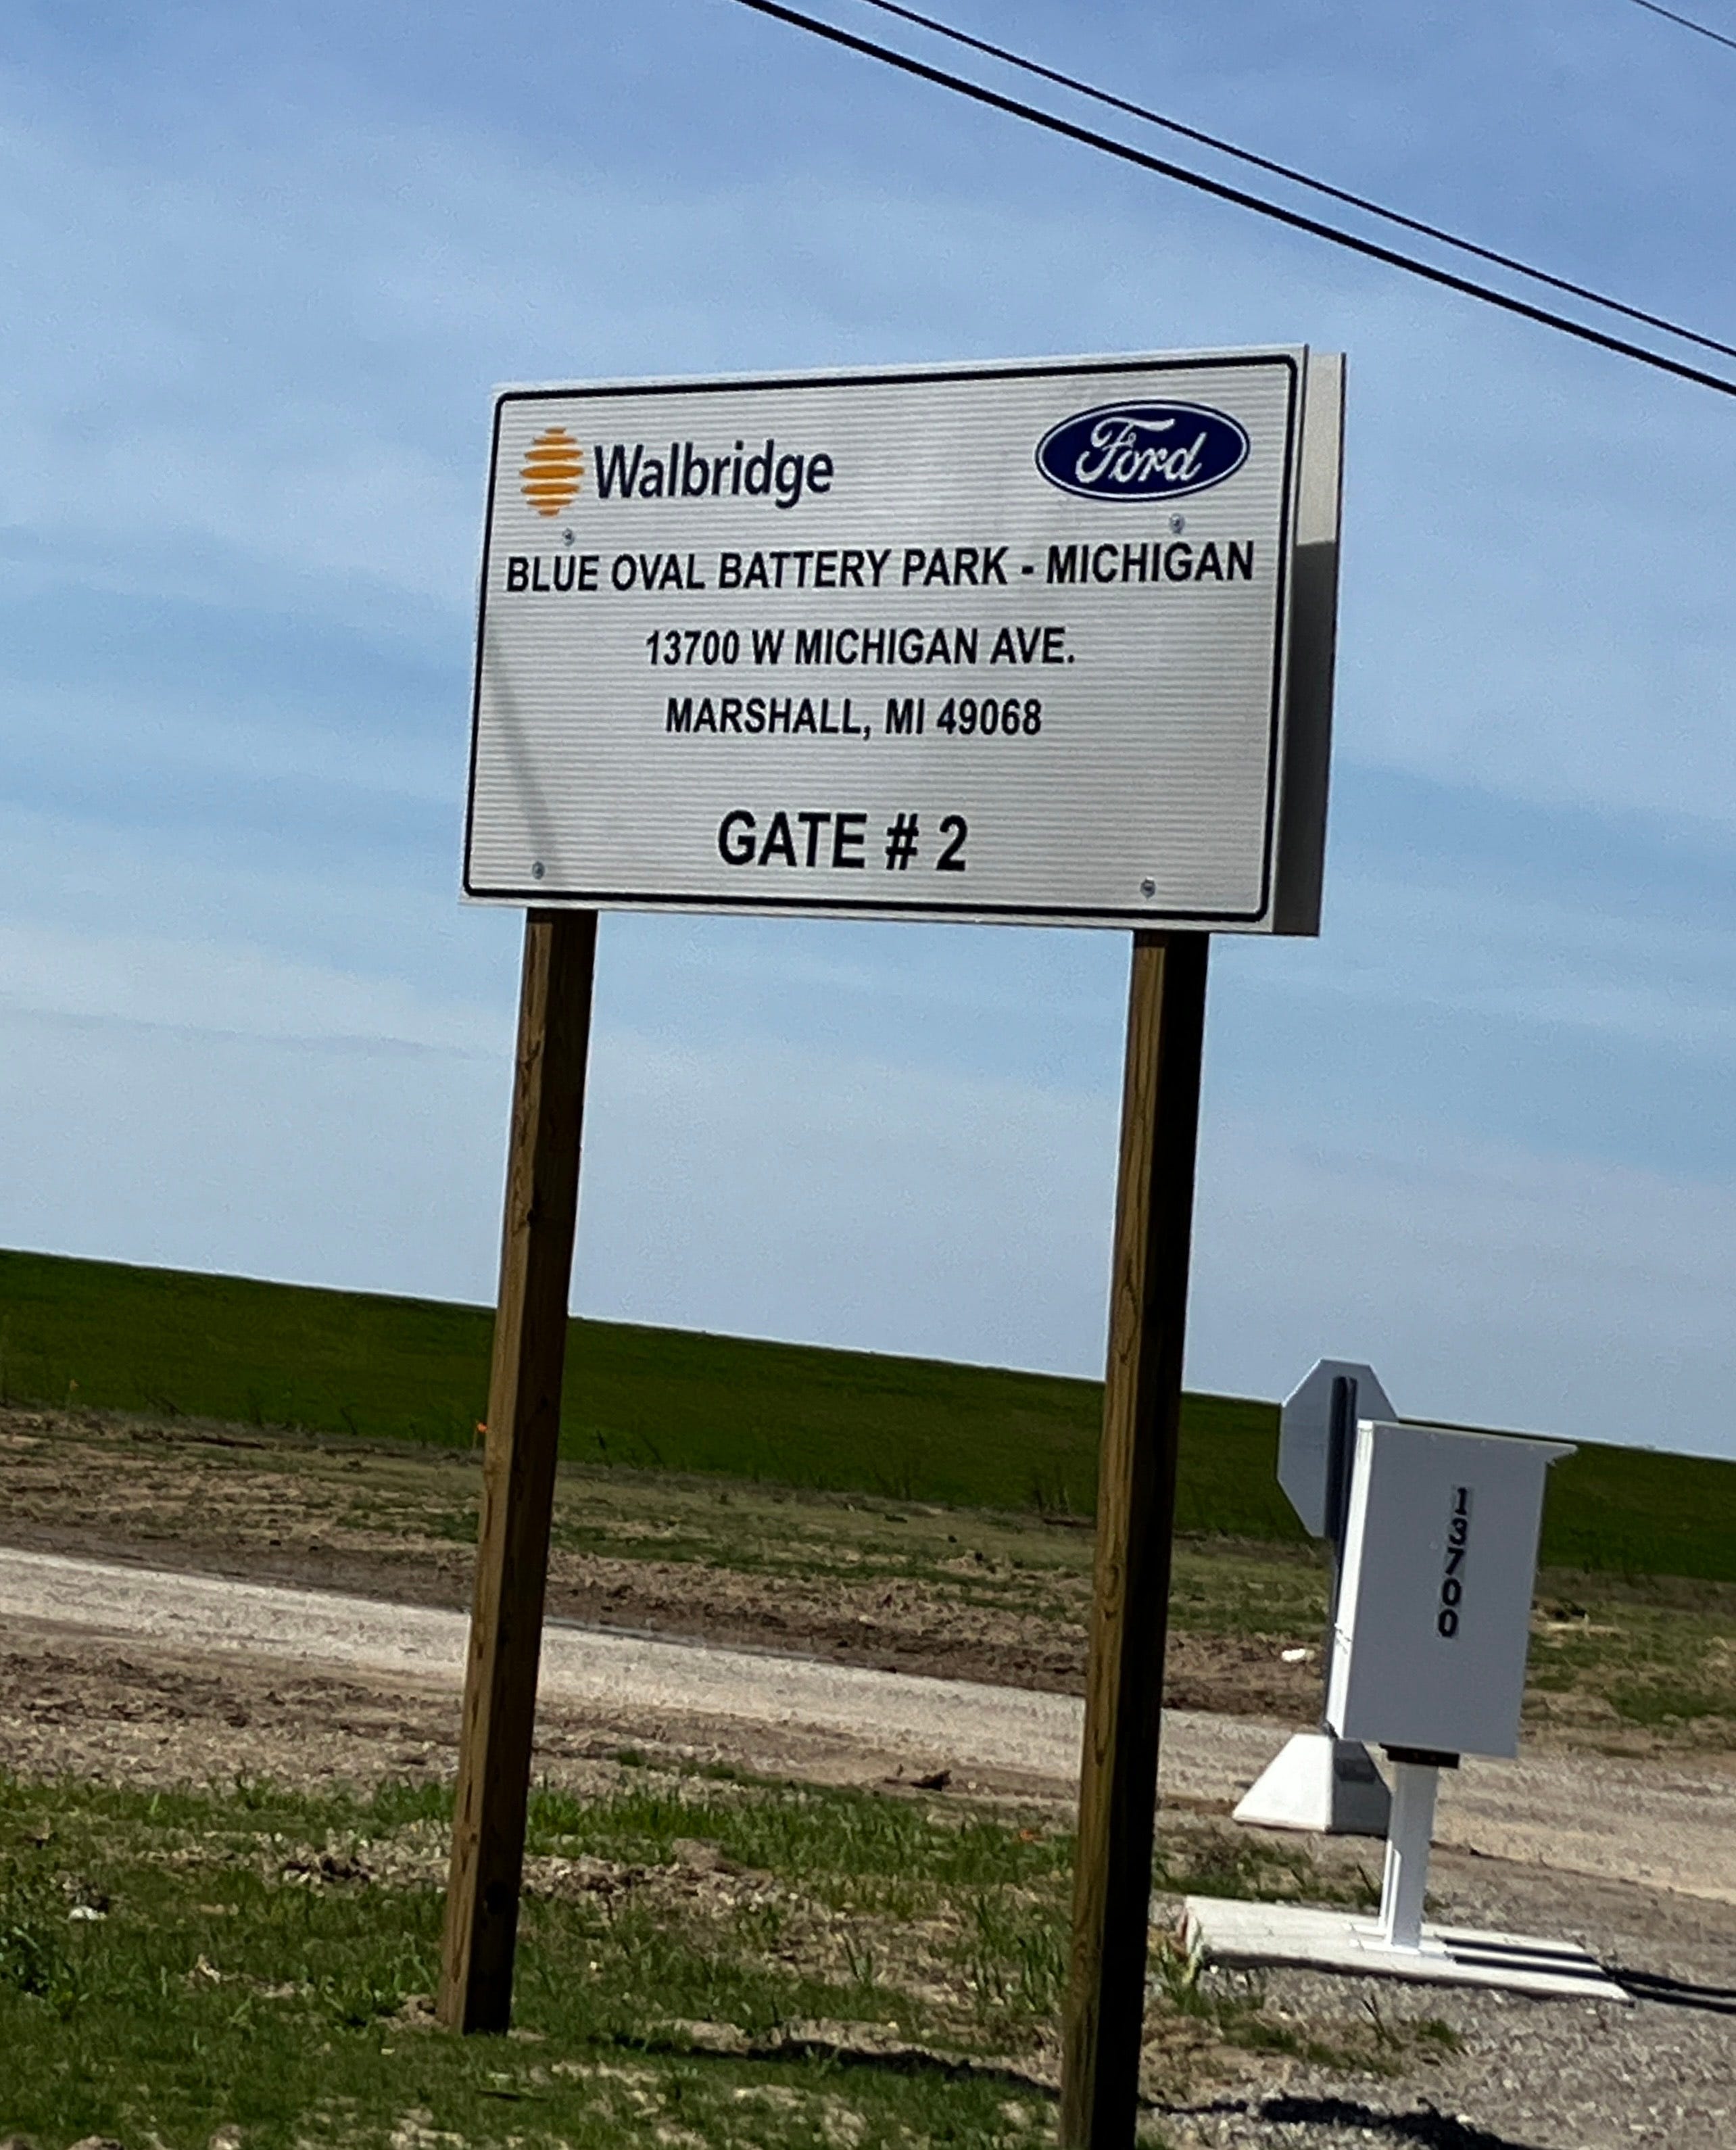 Walbridge
Ford
BLUE OVAL BATTERY PARK - MICHIGAN
13700 W MICHIGAN AVE.
MARSHALL, MI 49068
GATE # 2
13700